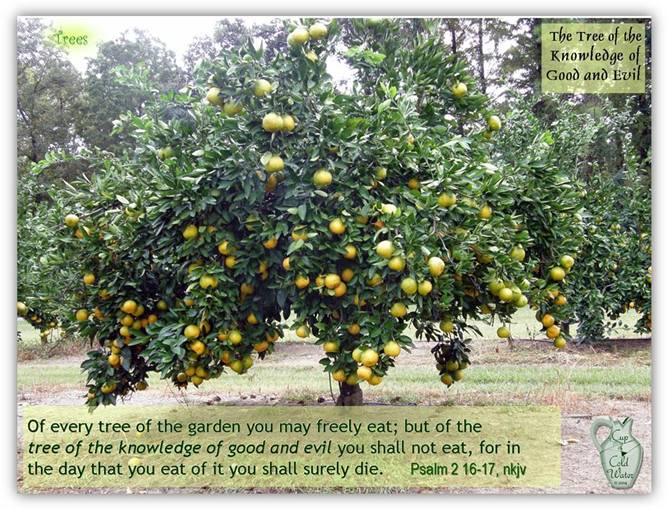 Trees
The Tree of the
Knowledge of
Good and Evil
Of every tree of the garden you may freely eat; but of the
tree of the knowledge of good and evil you shall not eat, for in
the day that you eat of it you shall surely die. Psalm 2 16-17, nkjv
Cup
of
Cold
Water
© 2014